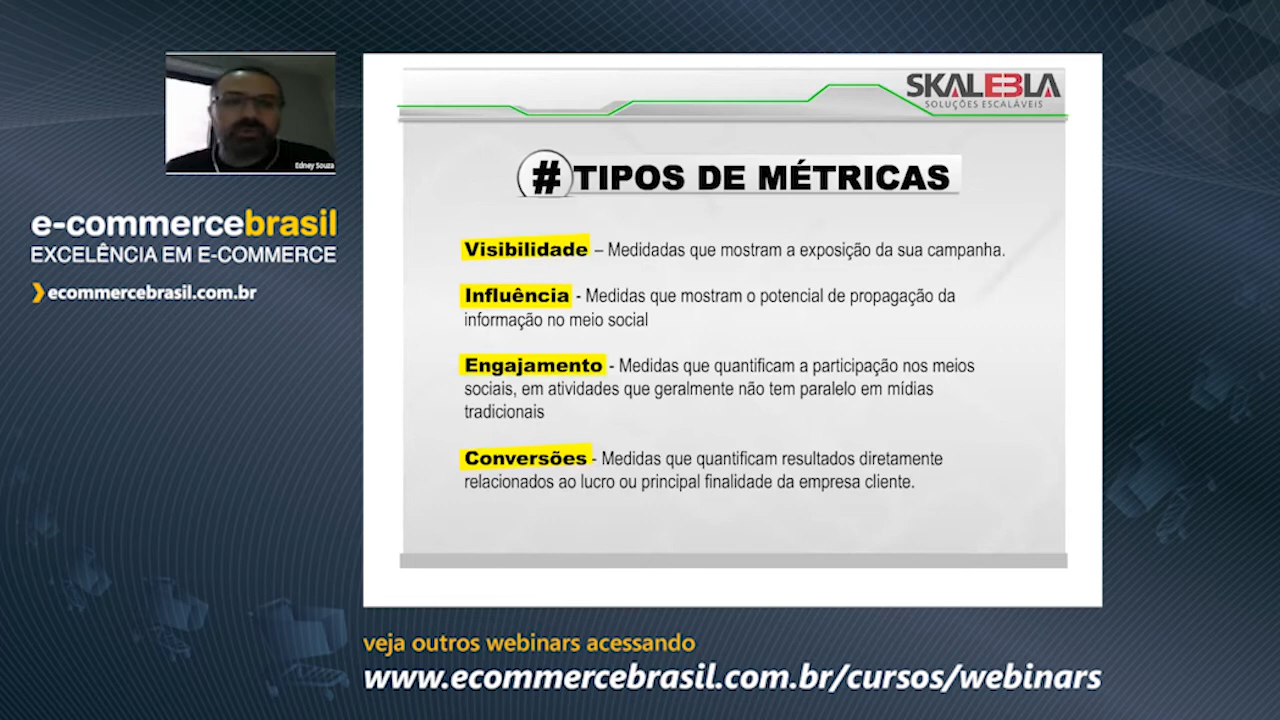 Edney Souza
e-commercebrasil
EXCELÊNCIA EM E-COMMERCE
ecommercebrasil.com.br
SKALEBLA
SOLUÇÕES ESCALÁVEIS
#TIPOS DE MÉTRICAS
Visibilidade – Medidadas que mostram a exposição da sua campanha.
Influência - Medidas que mostram o potencial de propagação da
informação no meio social
Engajamento - Medidas que quantificam a participação nos meios
sociais, em atividades que geralmente não tem paralelo em mídias
tradicionais
Conversões - Medidas que quantificam resultados diretamente
relacionados ao lucro ou principal finalidade da empresa cliente.
veja outros webinars acessando
www.ecommercebrasil.com.br/cursos/webinars